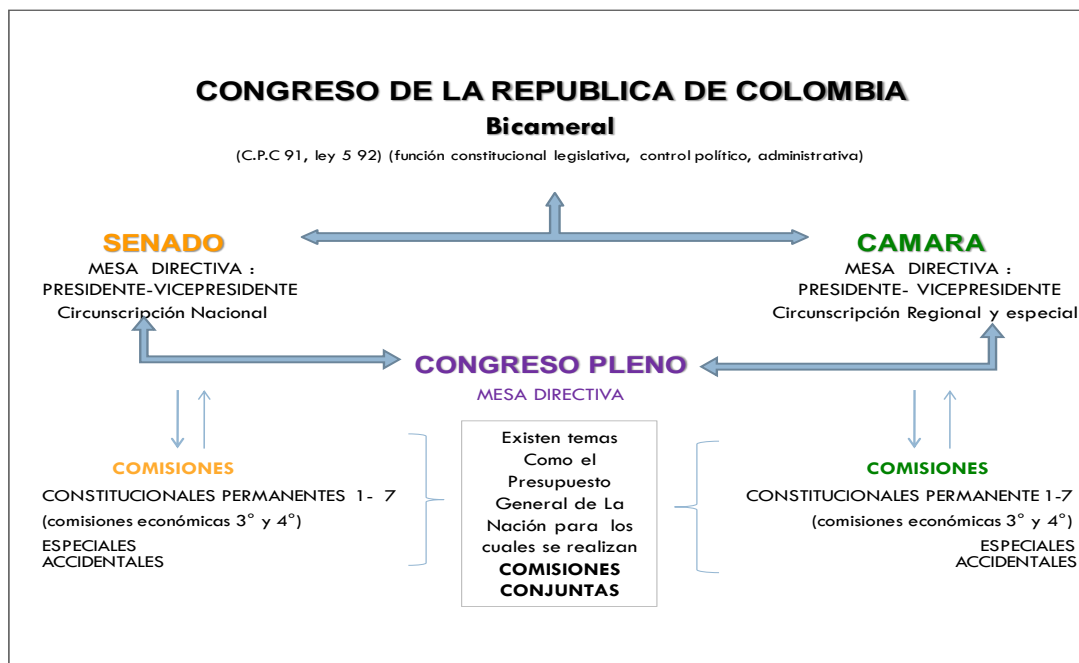 CONGRESO DE LA REPUBLICA DE COLOMBIA
Bicameral
(C.P.C 91, ley 5 92) (función constitucional legislativa, control político, administrativa)
SENADO
MESA DIRECTIVA :
PRESIDENTE-VICEPRESIDENTE
Circunscripción Nacional
CAMARA
MESA DIRECTIVA :
PRESIDENTE- VICEPRESIDENTE
Circunscripción Regional y especial
CONGRESO PLENO
MESA DIRECTIVA
COMISIONES
CONSTITUCIONALES PERMANENTES 1- 7
(comisiones económicas 3° y 4°)
ESPECIALES
ACCIDENTALES
Existen temas
Como el
Presupuesto
General de La
Nación para los
cuales se realizan
COMISIONES
CONJUNTAS
COMISIONES
CONSTITUCIONALES PERMANENTE 1-7
(comisiones económicas 3° y 4°)
ESPECIALES
ACCIDENTALES